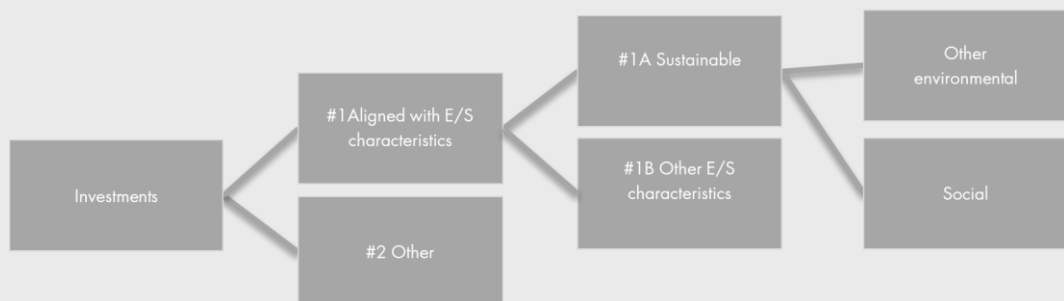 Investments
#1Aligned with E/S
characteristics
#2 Other
#1A Sustainable
#1B Other E/S
characteristics
Other
environmental
Social